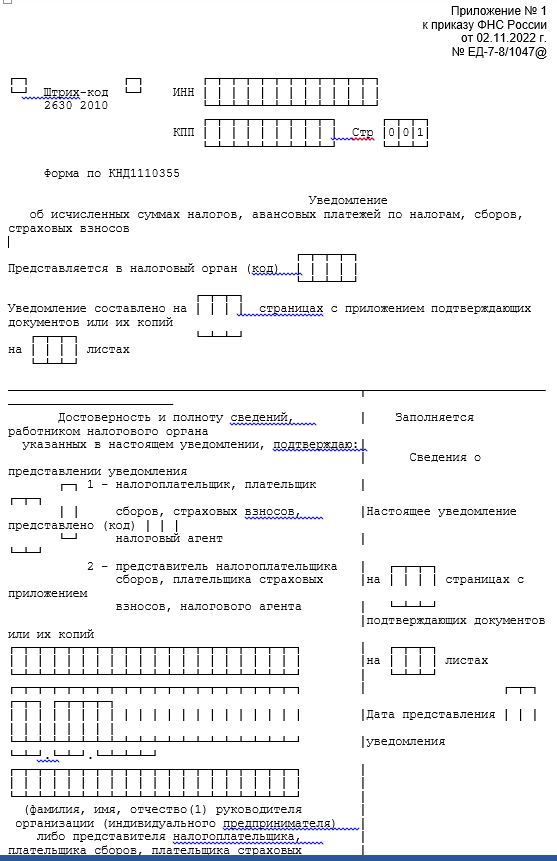 Приложение № 1
к приказу ФНС России
от 02.11.2022 г.
№ ЕД-7-8/1047@
Штрих-код ИНН
2630 2010
КПП Стр |0|0|1|
Форма по КНД1110355
Уведомление
об исчисленных суммах налогов, авансовых платежей по налогам, сборов,
страховых взносов
Представляется в налоговый орган (код)
Уведомление составлено на | | | | страницах с приложением подтверждающих
документов или их копий
на | | | | листах
Достоверность и полноту сведений, | Заполняется
работником налогового органа
указанных в настоящем уведомлении, подтверждаю:|
| Сведения о
представлении уведомления
1 - налогоплательщик, плательщик |
| | сборов, страховых взносов, |Настоящее уведомление
представлено (код) | | |
налоговый агент |
2 - представитель налогоплательщика |
сборов, плательщика страховых |на | | | | страницах с
приложением
взносов, налогового агента |
|подтверждающих документов
или их копий
|на | | | | листах
|Дата представления | | |
|уведомления
. .
(фамилия, имя, отчество(1) руководителя |
организации (индивидуального предпринимателя) |
либо представителя налогоплательщика, |
плательщика сборов, плательщика страховых |